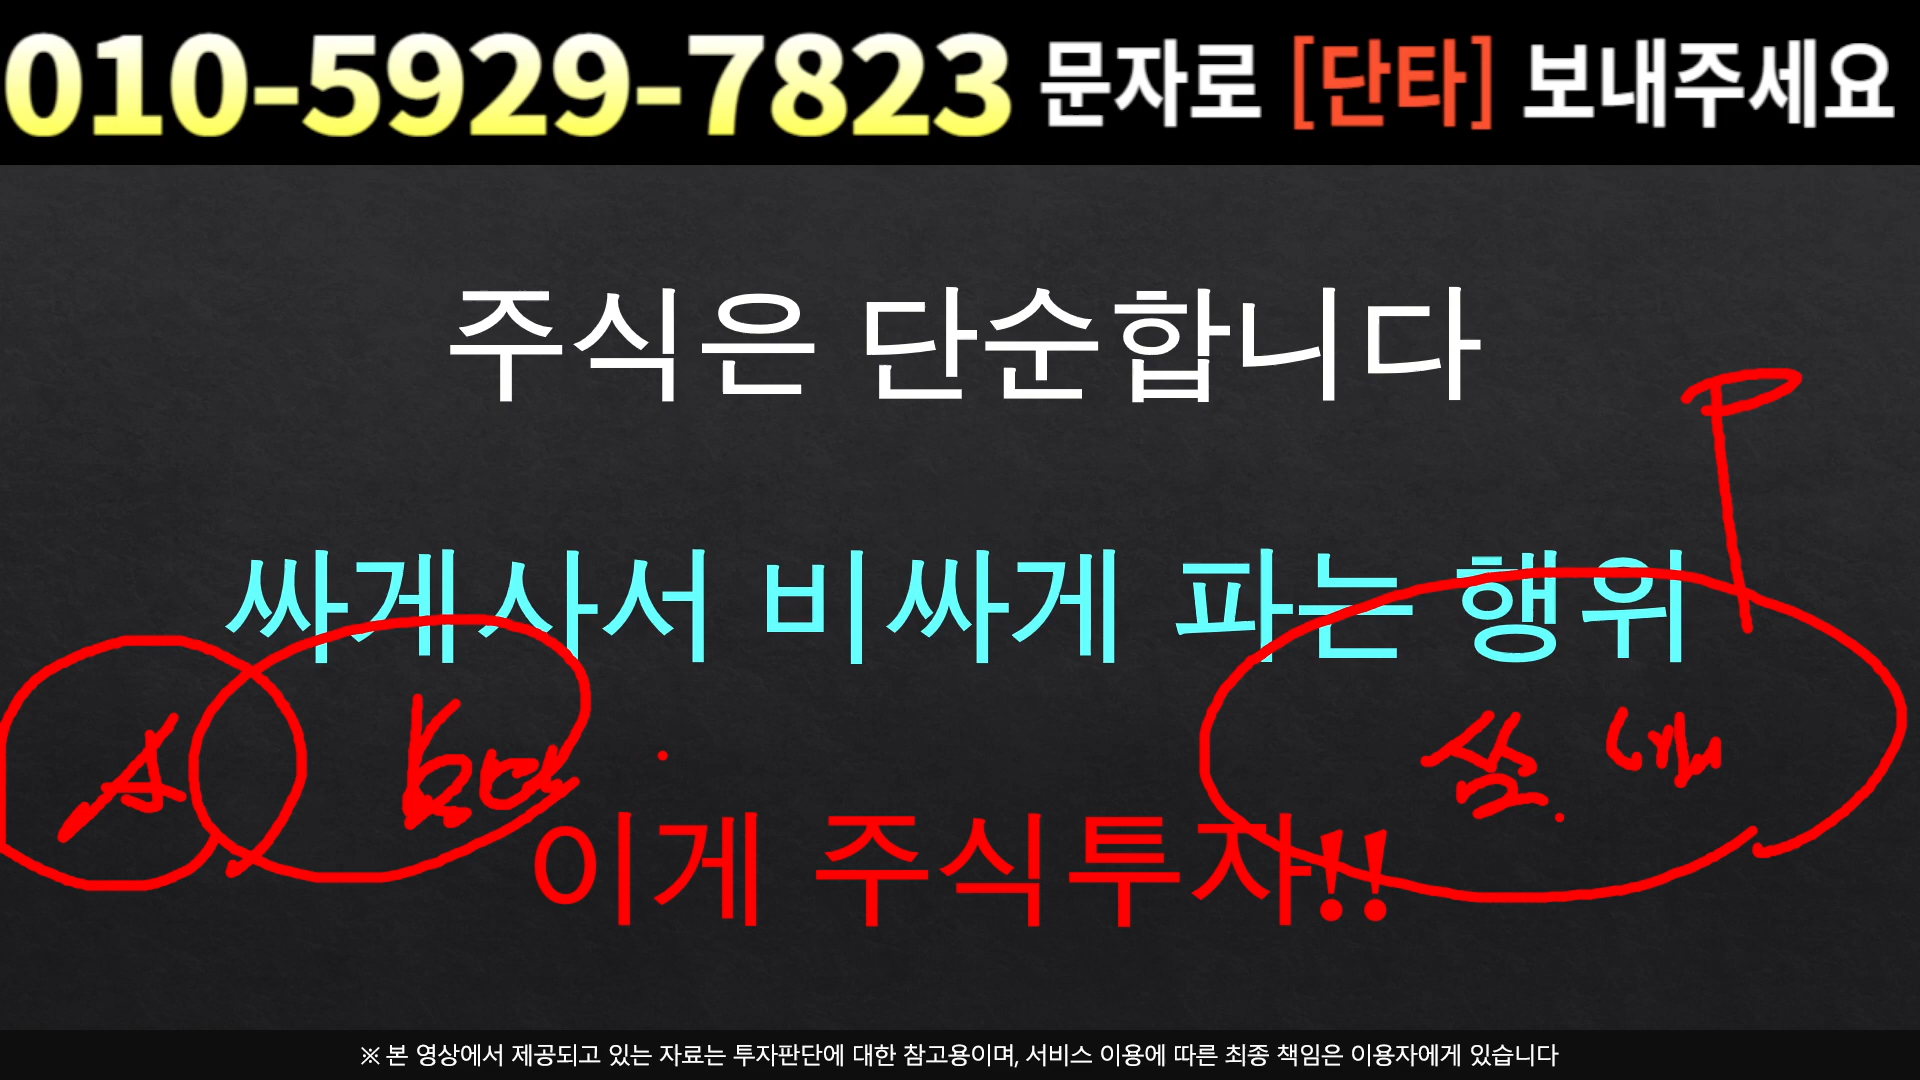 010-5929-7823 문자로 [단타] 보내주세요
주식은 단순합니다
싸게사서 비싸게 파는 행위
이게 주식투자!!
※ 본 영상에서 제공되고 있는 자료는 투자판단에 대한 참고용이며, 서비스 이용에 따른 최종 책임은 이용자에게 있습니다